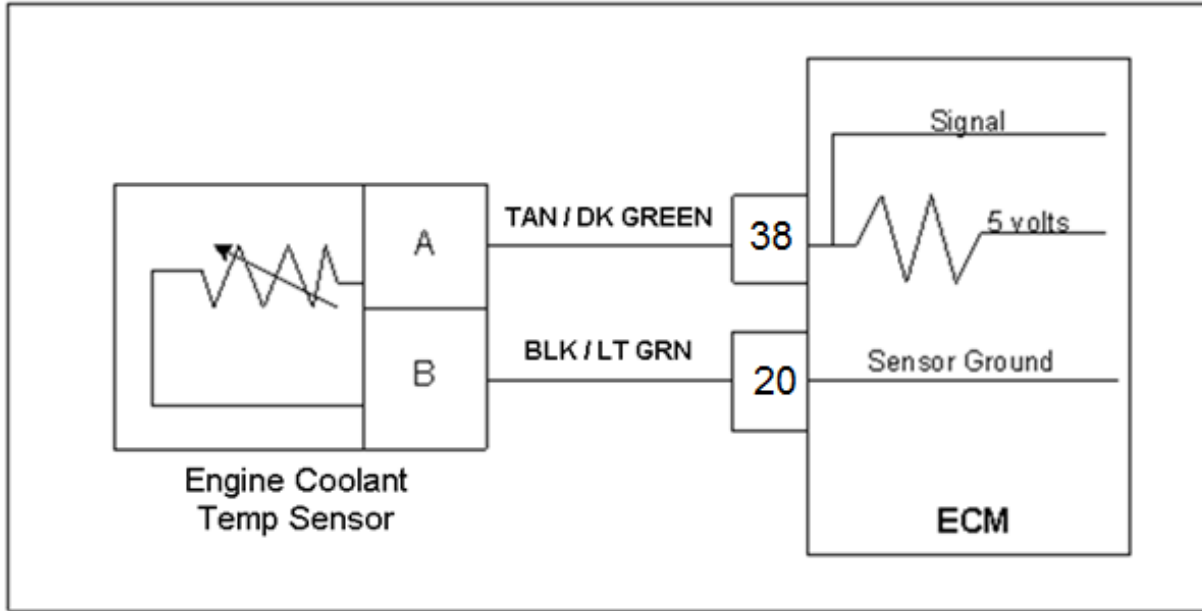 Signal
TAN / DK GREEN
A
38
5 volts
BLK / LT GRN
B
20
Sensor Ground
Engine Coolant
Temp Sensor
ECM